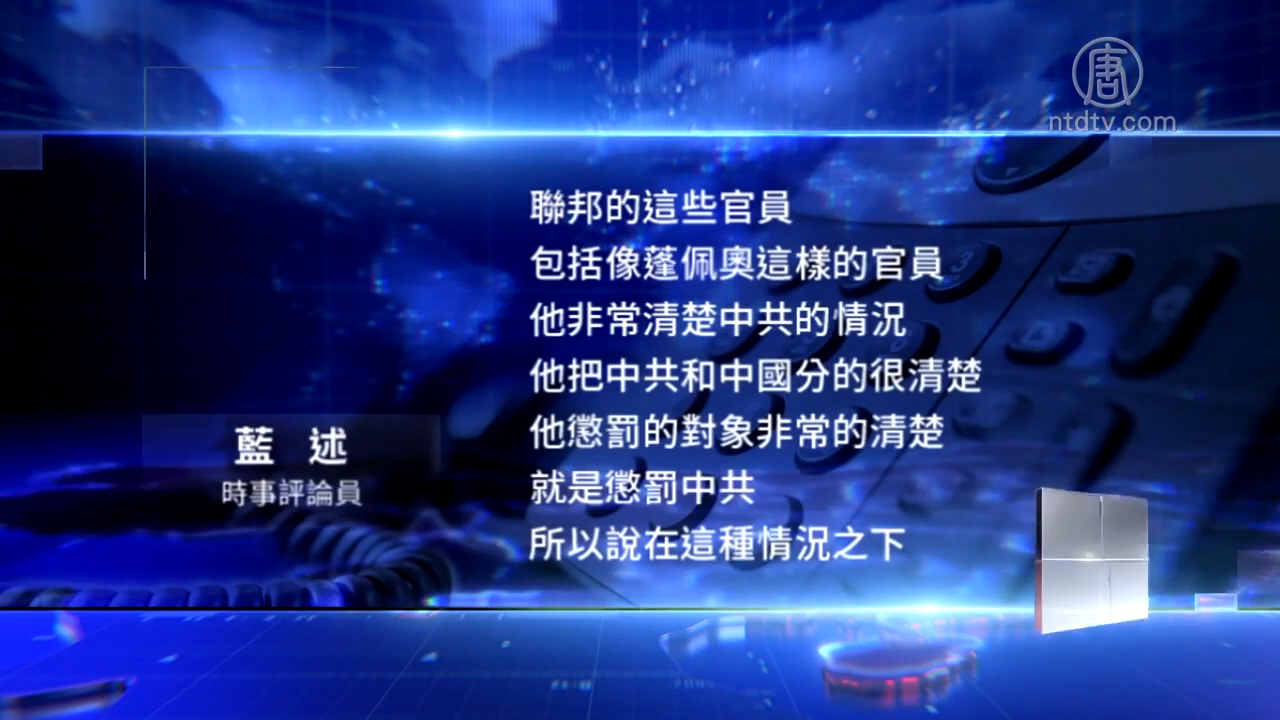 唐
ntdtv.com
聯邦的這些官員
包括像蓬佩奧這樣的官員
他非常清楚中共的情況
他把中共和中國分的很清楚
他懲罰的對象非常的清楚
就是懲罰中共
所以說在這種情況之下
藍 述
時事評論員